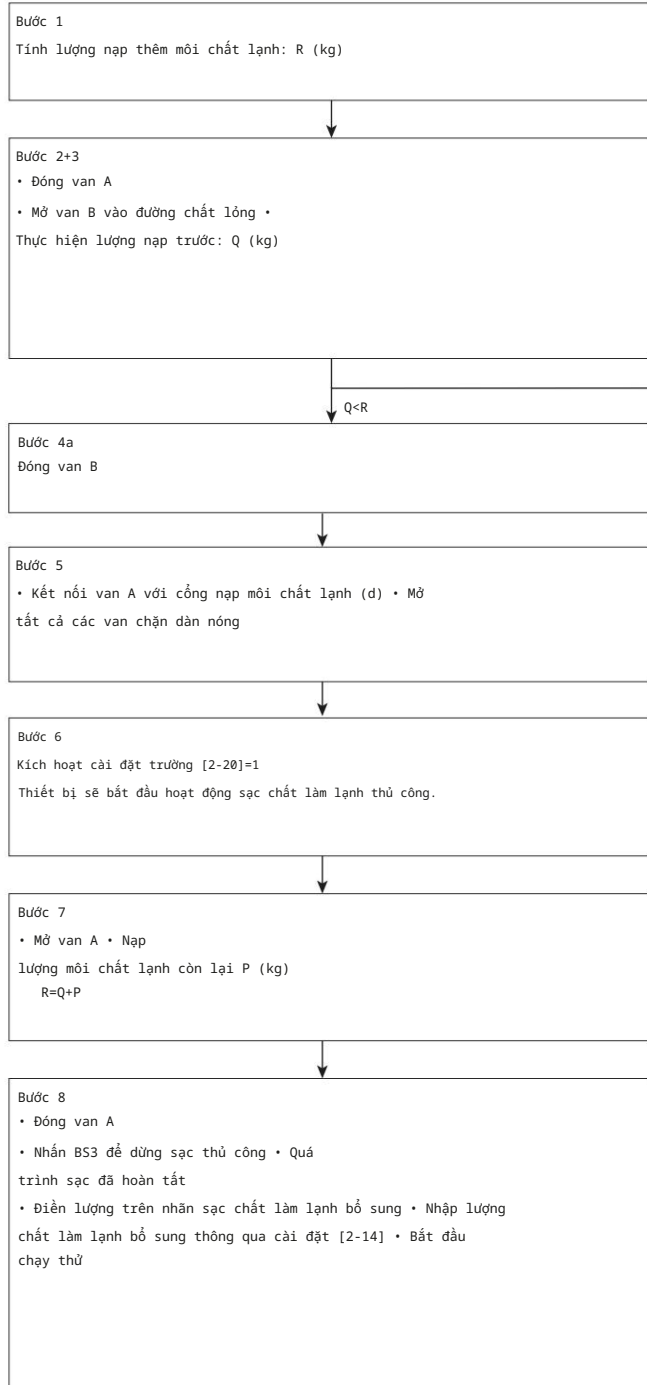 Bước 1
Tính lượng nạp thêm môi chất lạnh: R (kg)
Bước 2+3
• Đóng van A
• Mở van B vào đường chất lỏng •
Thực hiện lượng nạp trước: Q (kg)
Q<R
Bước 4a
Đóng van B
Bước 5
• Kết nối van A với cổng nạp môi chất lạnh (d) • Mở
tất cả các van chặn dàn nóng
Bước 6
Kích hoạt cài đặt trường [2-20]=1
Thiết bị sẽ bắt đầu hoạt động sạc chất làm lạnh thủ công.
Bước 7
• Mở van A • Nạp
lượng môi chất lạnh còn lại P (kg)
R=Q+P
Bước 8
• Đóng van A
• Nhấn BS3 để dừng sạc thủ công • Quá
trình sạc đã hoàn tất
• Điền lượng trên nhãn sạc chất làm lạnh bổ sung • Nhập lượng
chất làm lạnh bổ sung thông qua cài đặt [2-14] • Bắt đầu
chạy thử